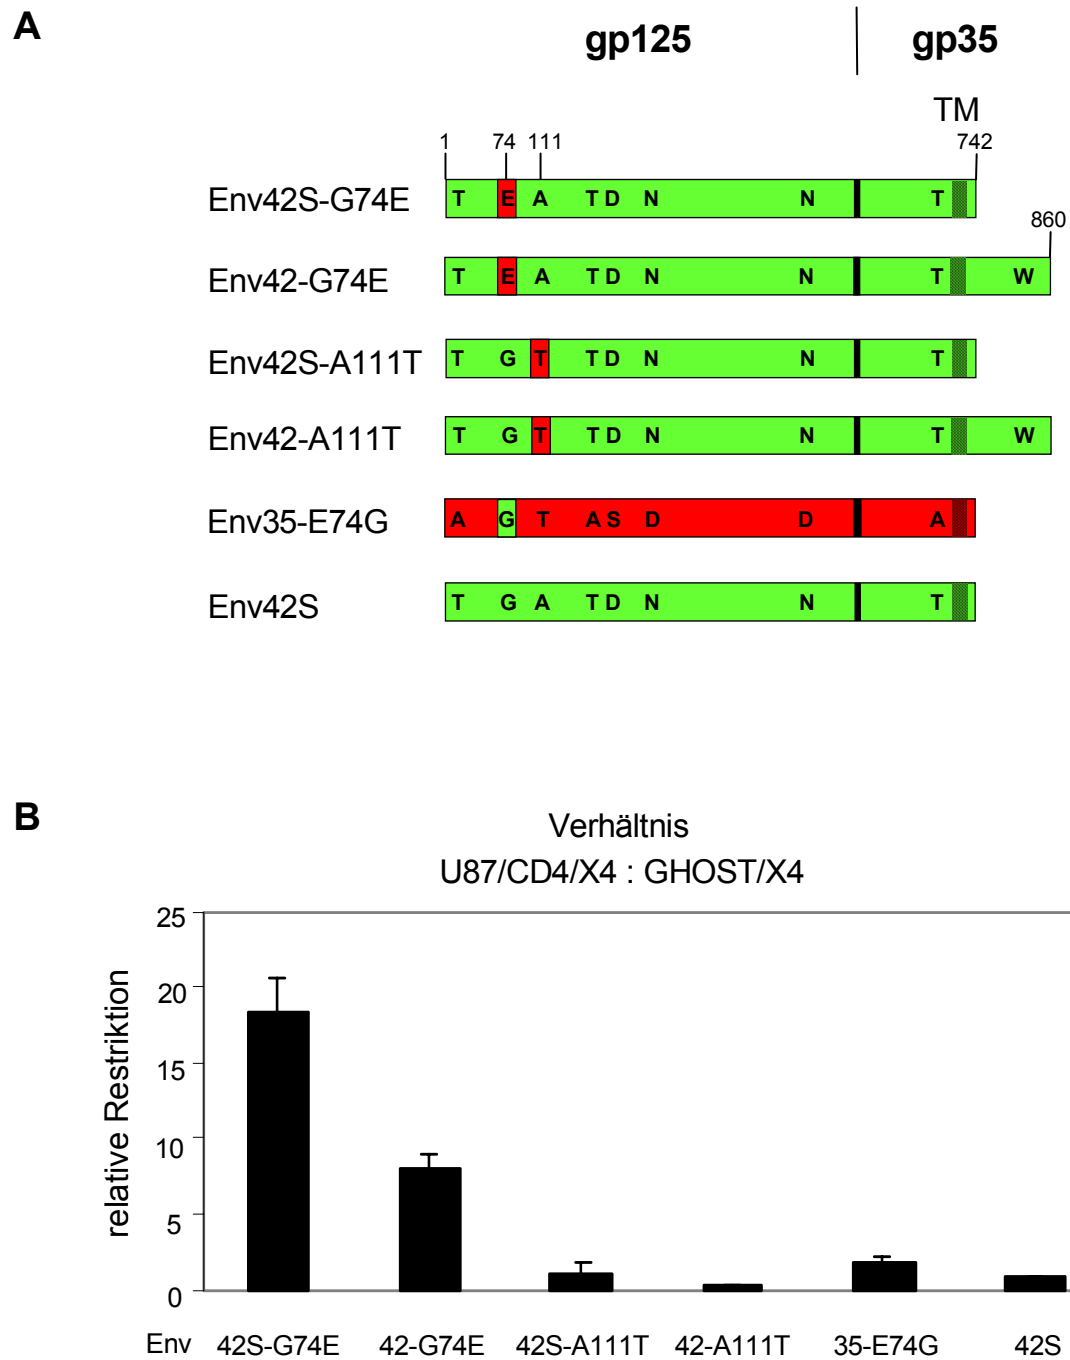 A
gp125 gp35
TM
1 74 111 742
Env42S-G74E T E A T D N N T
860
Env42-G74E T E A T D N N T W
Env42S-A111T T G T T D N N T
Env42-A111T T G T T D N N T W
Env35-E74G A G T A S D D A
Env42S T G A T D N N T
B
Verhältnis
U87/CD4/X4 : GHOST/X4
relative Restriktion
25
20
15
10
5
0
Env 42S-G74E 42-G74E 42S-A111T 42-A111T 35-E74G 42S